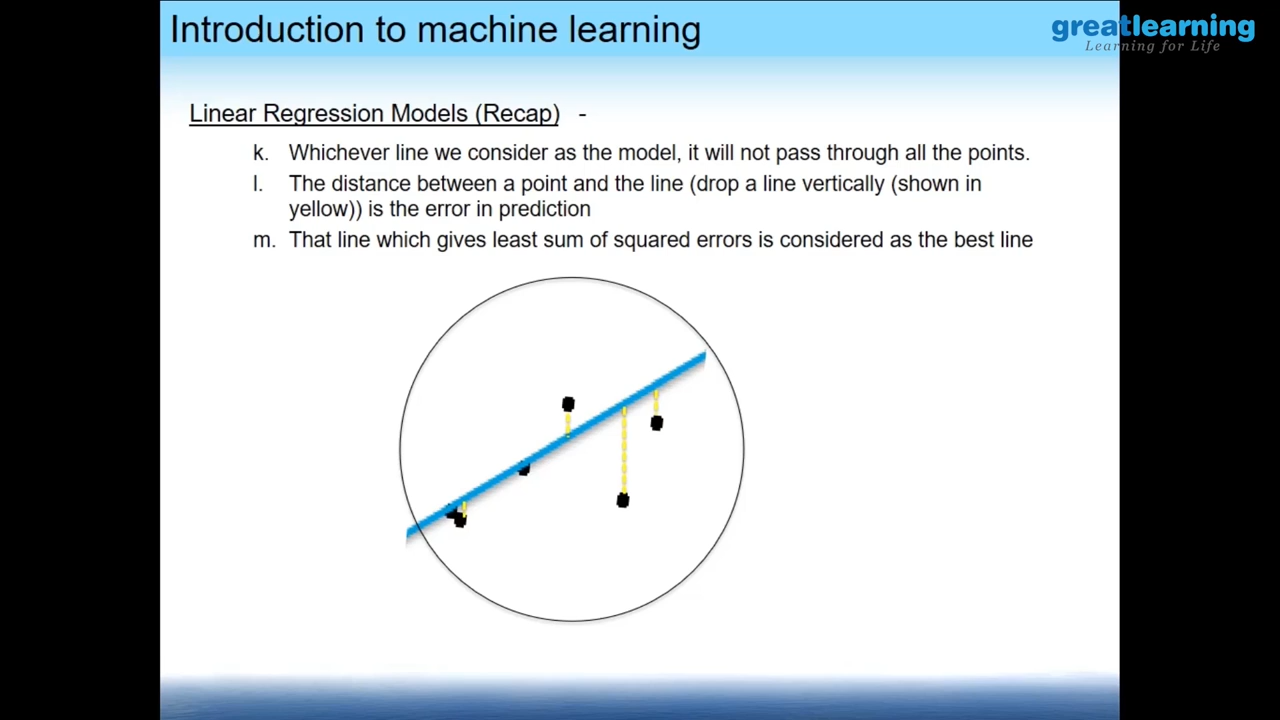 Introduction to machine learning
greatlearning
Learning for Life
Linear Regression Models (Recap) -
k. Whichever line we consider as the model, it will not pass through all the points.
l. The distance between a point and the line (drop a line vertically (shown in
yellow)) is the error in prediction
m. That line which gives least sum of squared errors is considered as the best line